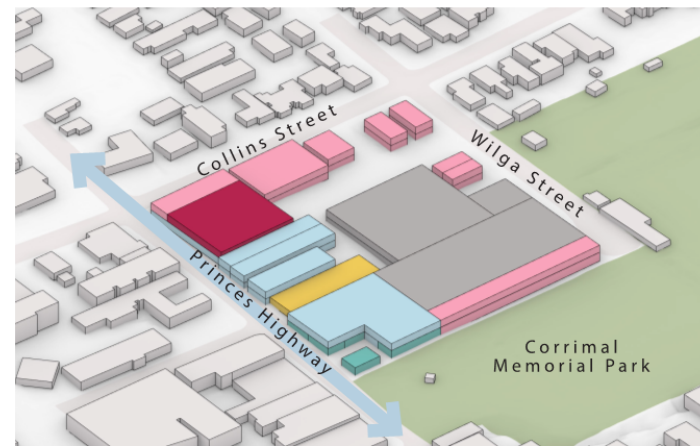 Collins Street
Wilga Street
Princes Highway
Corrimal
Memorial Park